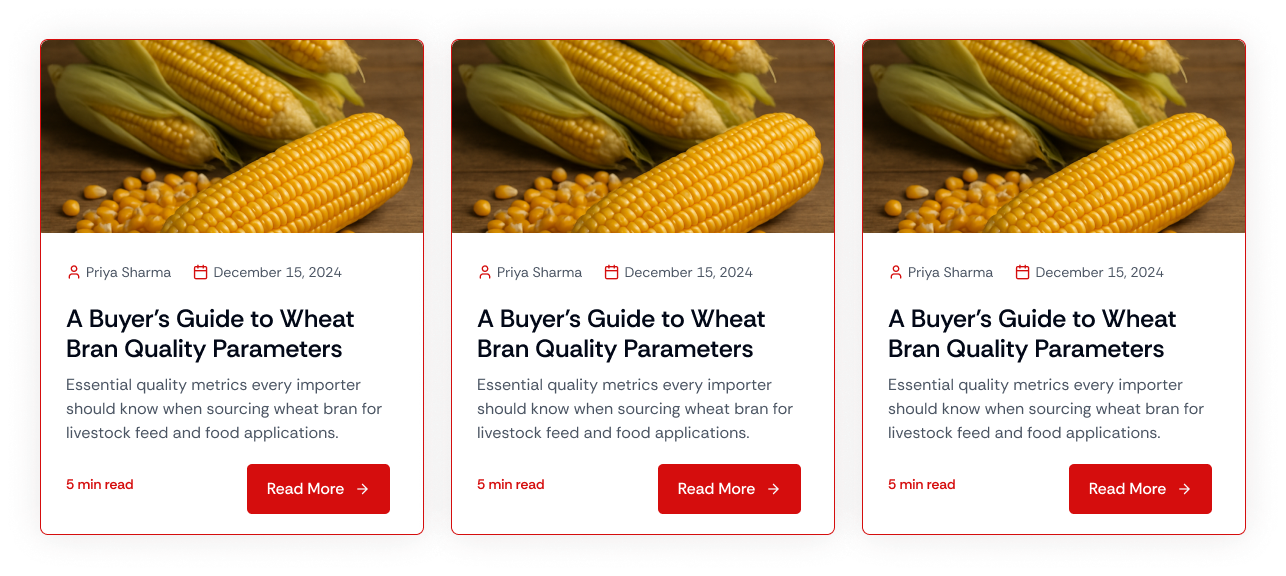 Priya Sharma December 15, 2024
A Buyer’s Guide to Wheat
Bran Quality Parameters
Essential quality metrics every importer
should know when sourcing wheat bran for
livestock feed and food applications.
5 min read Read More
Priya Sharma December 15, 2024
A Buyer’s Guide to Wheat
Bran Quality Parameters
Essential quality metrics every importer
should know when sourcing wheat bran for
livestock feed and food applications.
5 min read Read More
Priya Sharma December 15, 2024
A Buyer’s Guide to Wheat
Bran Quality Parameters
Essential quality metrics every importer
should know when sourcing wheat bran for
livestock feed and food applications.
5 min read Read More